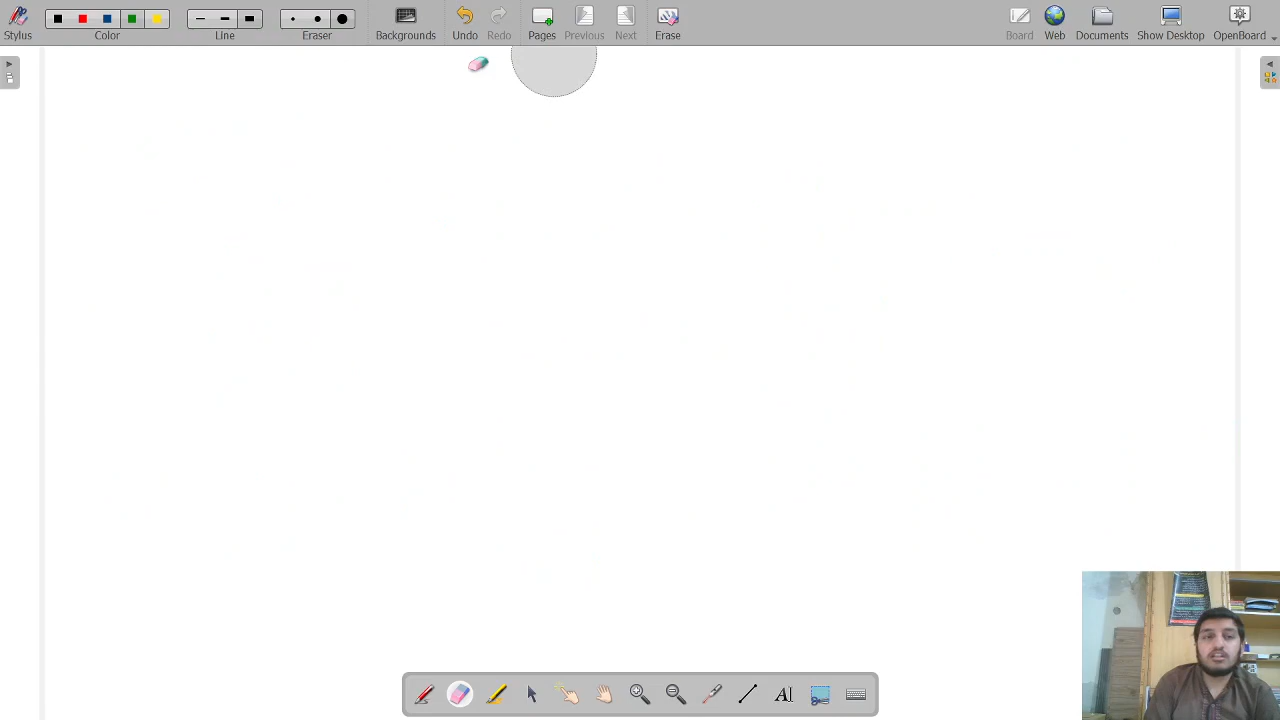 Stylus
Color
Line
Eraser
Backgrounds
Undo
Redo
Pages
Previous
Next
Erase
Board
Web
Documents
Show Desktop
OpenBoard